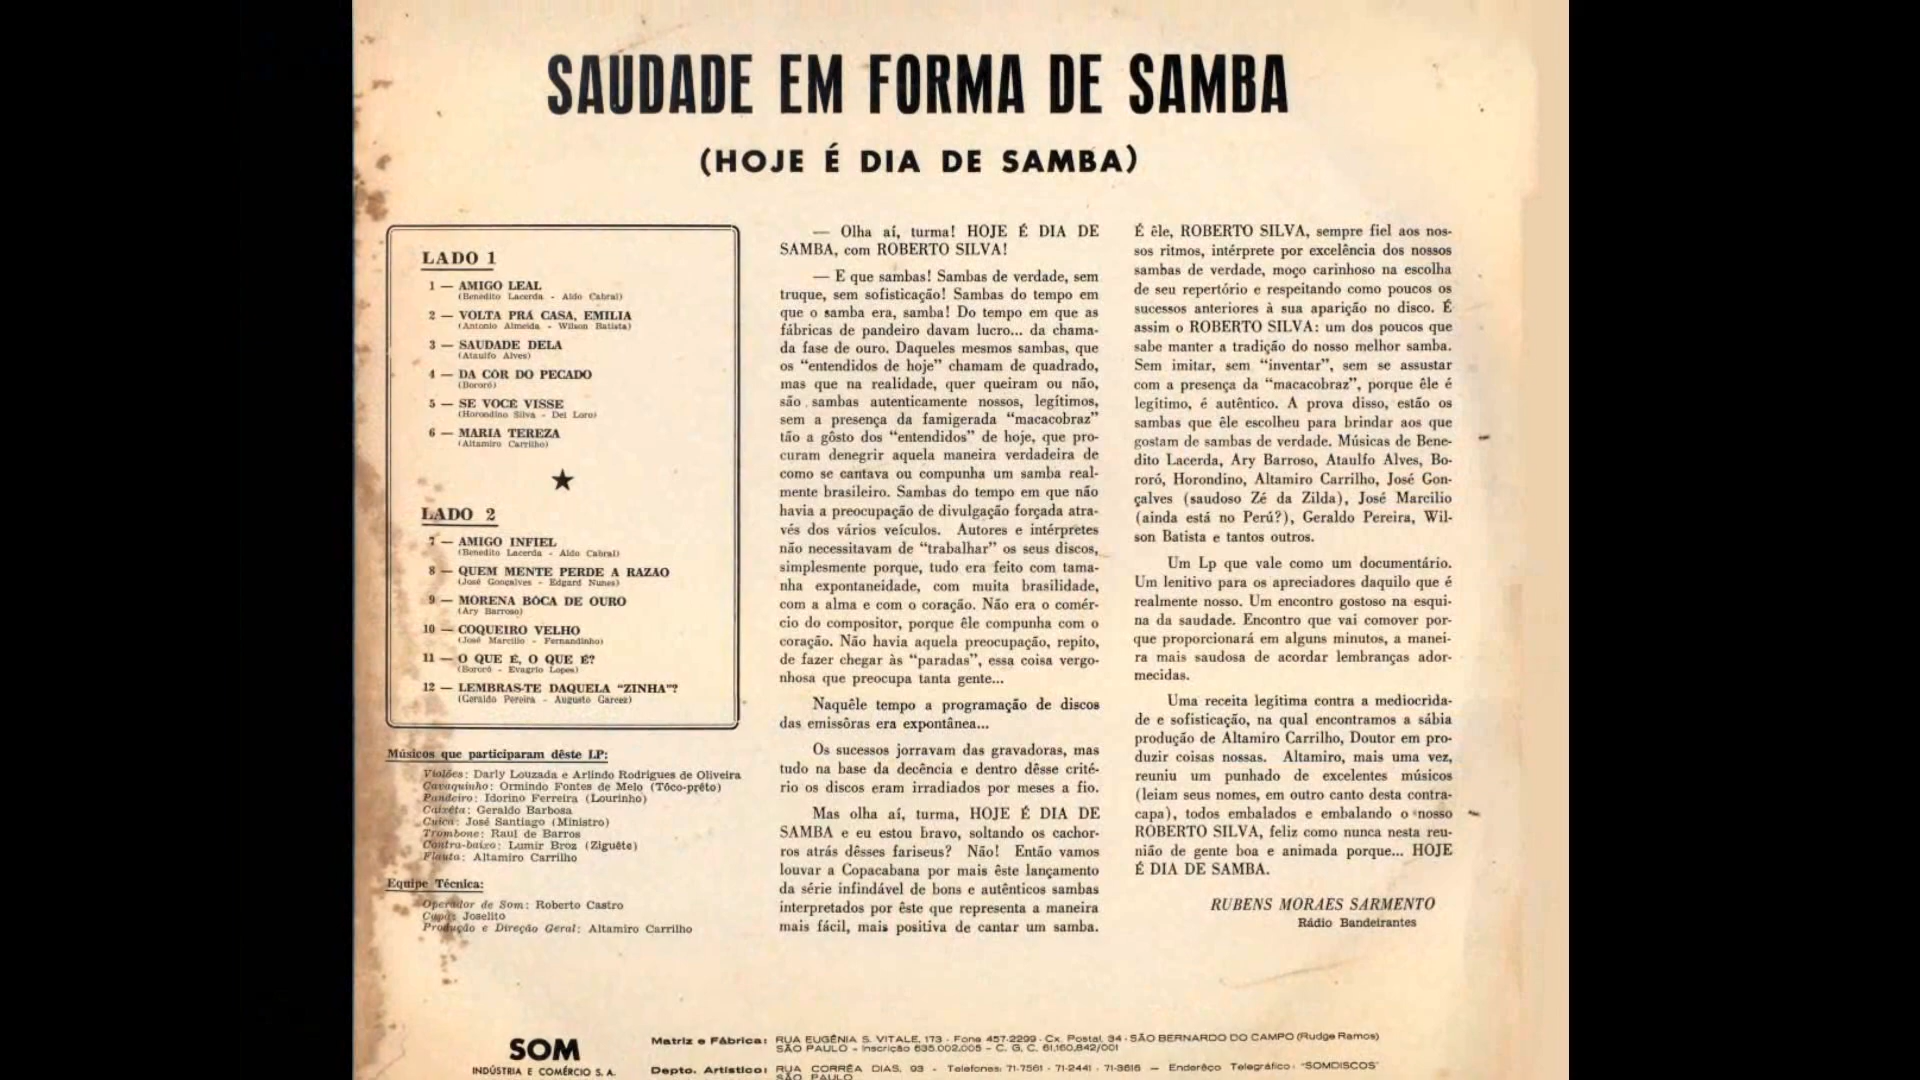 SAUDADE EM FORMA DE SAMBA
(HOJE É DIA DE SAMBA)
LADO 1
1 — AMIGO LEAL
(Benedito Lacerda - Aldo Cabral)
2 — VOLTA PRÁ CASA, EMILIA
(Antonio Almeida - Wilson Batista)
3 — SAUDADE DELA
(Ataulfo Alves)
4 — DA CÔR DO PECADO
(Bororó)
5 — SE VOCÊ VISSE
(Horondino Silva - Del Loro)
6 — MARIA TEREZA
(Altamiro Carrilho)
LADO 2
7 — AMIGO INFIEL
(Benedito Lacerda - Aldo Cabral)
8 — QUEM MENTE PERDE A RAZAO
(José Gonçalves - Edgard Nunes)
9 — MORENA BÔCA DE OURO
(Ary Barroso)
10 — COQUEIRO VELHO
(José Marcilio - Fernandinho)
11 — O QUE É, O QUE É?
(Bororó - Evagrio Lopes)
12 — LEMBRAS-TE DAQUELA “ZINHA”?
(Geraldo Pereira - Augusto Garcez)
Músicos que participaram dêste LP:
Violões: Darly Louzada e Arlindo Rodrigues de Oliveira
Cavaquinho: Ormindo Fontes de Melo (Tôco-prêto)
Pandeiro: Idorino Ferreira (Lourinho)
Caixêta: Geraldo Barbosa
Cuica: José Santiago (Ministro)
Trombone: Raul de Barros
Contra-baixo: Lumir Broz (Ziguête)
Flauta: Altamiro Carrilho
Equipe Técnica:
Operador de Som: Roberto Castro
Capa: Joselito
Produção e Direção Geral: Altamiro Carrilho
— Olha aí, turma! HOJE É DIA DE
SAMBA, com ROBERTO SILVA!
— E que sambas! Sambas de verdade, sem
truque, sem sofisticação! Sambas do tempo em
que o samba era, samba! Do tempo em que as
fábricas de pandeiro davam lucro... da chama-
da fase de ouro. Daqueles mesmos sambas, que
os “entendidos de hoje” chamam de quadrado,
mas que na realidade, quer queiram ou não,
são sambas autenticamente nossos, legítimos,
sem a presença da famigerada “macacobraz”
tão a gôsto dos “entendidos” de hoje, que pro-
curam denegrir aquela maneira verdadeira de
como se cantava ou compunha um samba real-
mente brasileiro. Sambas do tempo em que não
havia a preocupação de divulgação forçada atra-
vés dos vários veículos. Autores e intérpretes
não necessitavam de “trabalhar” os seus discos,
simplesmente porque, tudo era feito com tama-
nha expontaneidade, com muita brasilidade,
com a alma e com o coração. Não era o comér-
cio do compositor, porque êle compunha com o
coração. Não havia aquela preocupação, repito,
de fazer chegar às “paradas”, essa coisa vergo-
nhosa que preocupa tanta gente...
Naquêle tempo a programação de discos
das emissôras era expontânea...
Os sucessos jorravam das gravadoras, mas
tudo na base da decência e dentro dêsse crité-
rio os discos eram irradiados por meses a fio.
Mas olha aí, turma, HOJE É DIA DE
SAMBA e eu estou bravo, soltando os cachor-
ros atrás dêsses fariseus? Não! Então vamos
louvar a Copacabana por mais êste lançamento
da série infindável de bons e autênticos sambas
interpretados por êste que representa a maneira
mais fácil, mais positiva de cantar um samba.
É êle, ROBERTO SILVA, sempre fiel aos nos-
sos ritmos, intérprete por excelência dos nossos
sambas de verdade, moço carinhoso na escolha
de seu repertório e respeitando como poucos os
sucessos anteriores à sua aparição no disco. É
assim o ROBERTO SILVA: um dos poucos que
sabe manter a tradição do nosso melhor samba.
Sem imitar, sem “inventar”, sem se assustar
com a presença da “macacobraz”, porque êle é
legítimo, é autêntico. A prova disso, estão os
sambas que êle escolheu para brindar aos que
gostam de sambas de verdade. Músicas de Bene-
dito Lacerda, Ary Barroso, Ataulfo Alves, Bo-
roró, Horondino, Altamiro Carrilho, José Gon-
çalves (saudoso Zé da Zilda), José Marcilio
(ainda está no Perú?), Geraldo Pereira, Wil-
son Batista e tantos outros.
Um Lp que vale como um documentário.
Um lenitivo para os apreciadores daquilo que é
realmente nosso. Um encontro gostoso na esqui-
na da saudade. Encontro que vai comover por-
que proporcionará em alguns minutos, a manei-
ra mais saudosa de acordar lembranças ador-
mecidas.
Uma receita legítima contra a mediocrida-
de e sofisticação, na qual encontramos a sábia
produção de Altamiro Carrilho, Doutor em pro-
duzir coisas nossas. Altamiro, mais uma vez,
reuniu um punhado de excelentes músicos
(leiam seus nomes, em outro canto desta contra-
capa), todos embalados e embalando o nosso
ROBERTO SILVA, feliz como nunca nesta reu-
nião de gente boa e animada porque... HOJE
É DIA DE SAMBA.
RUBENS MORAES SARMENTO
Rádio Bandeirantes
SOM
INDÚSTRIA E COMÉRCIO S. A.
Matriz e Fábrica: RUA EUGÊNIA S. VITALE, 173 - Fone 457-2299 - Cx. Postal, 34 - SÃO BERNARDO DO CAMPO (Rudge Ramos)
SÃO PAULO - Inscrição 635.002.005 - C. G. C. 61.160.842/001
Depto. Artístico: RUA CORRÊA DIAS, 93 - Telefones: 71-7561 - 71-2441 - 71-3616 — Enderêço Telegráfico: "SOMDISCOS"
SÃO PAULO